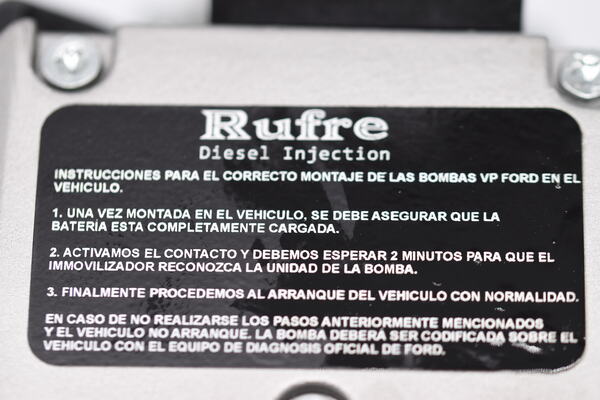 Rufre
Diesel Injection
INSTRUCCIONES PARA EL CORRECTO MONTAJE DE LAS BOMBAS VP FORD EN EL
VEHICULO.
1. UNA VEZ MONTADA EN EL VEHICULO, SE DEBE ASEGURAR QUE LA
BATERÍA ESTA COMPLETAMENTE CARGADA.
2. ACTIVAMOS EL CONTACTO Y DEBEMOS ESPERAR 2 MINUTOS PARA QUE EL
IMMOVILIZADOR RECONOZCA LA UNIDAD DE LA BOMBA.
3. FINALMENTE PROCEDEMOS AL ARRANQUE DEL VEHICULO CON NORMALIDAD.
EN CASO DE NO REALIZARSE LOS PASOS ANTERIORMENTE MENCIONADOS
Y EL VEHICULO NO ARRANQUE. LA BOMBA DEBERA SER CODIFICADA SOBRE EL
VEHICULO CON EL EQUIPO DE DIAGNOSIS OFICIAL DE FORD.